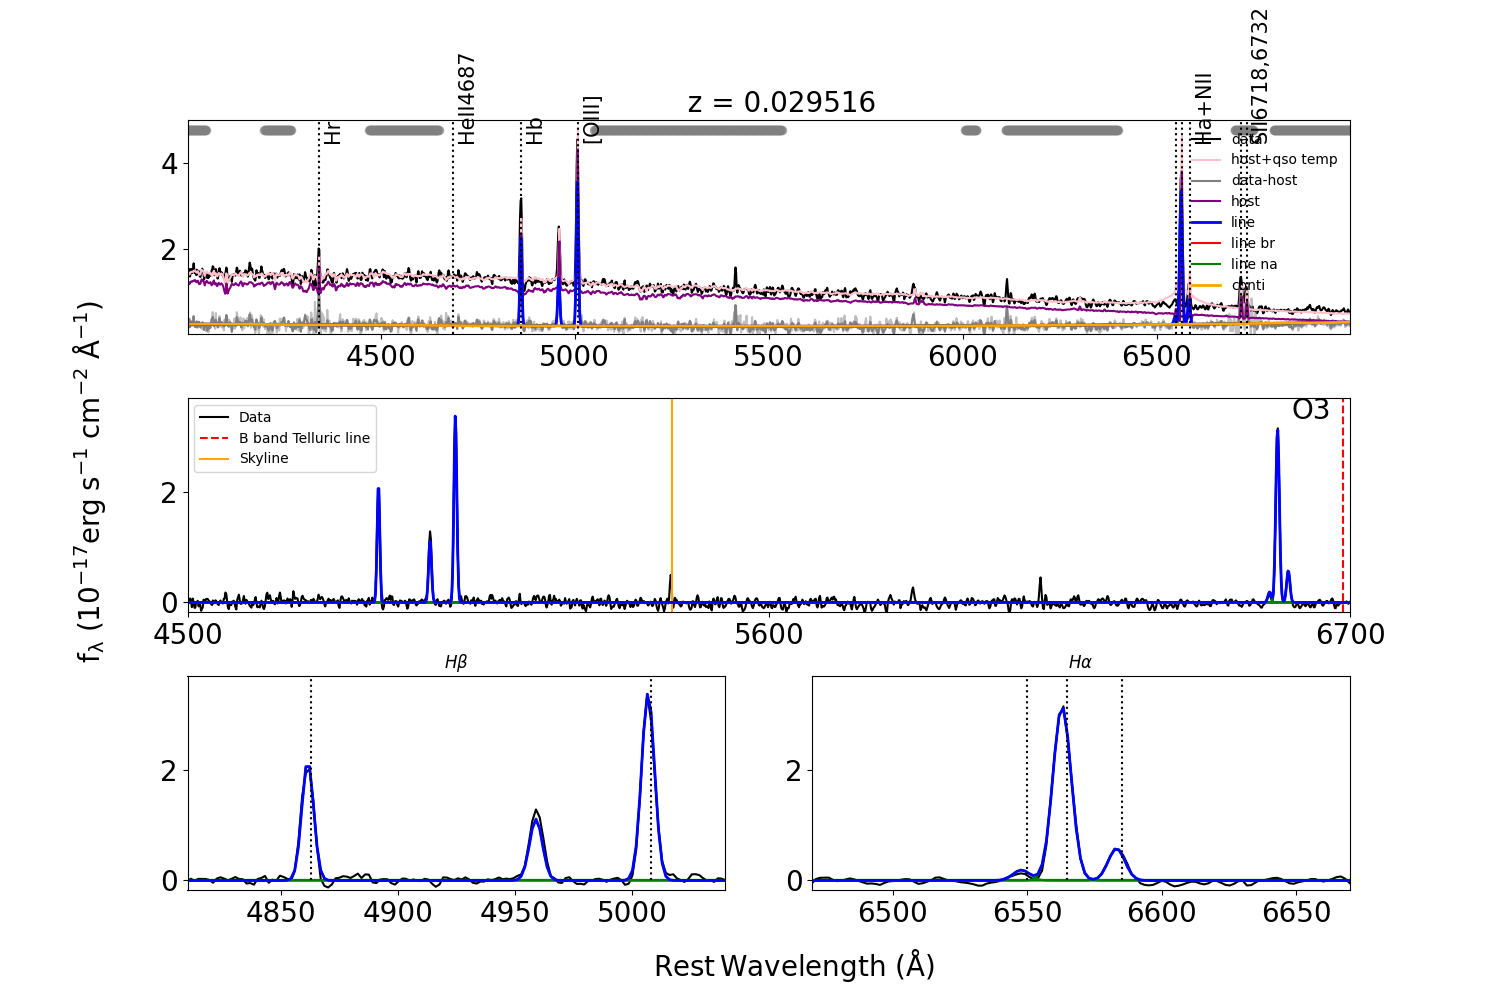 z = 0.029516
Hr
HeII4687
Hb
[OIII]
Ha+NII
SII6718,6732
data
host+qso temp
data-host
host
line
line br
line na
conti
4
2
4500 5000 5500 6000 6500
fλ (10−17erg s−1 cm−2 Å−1)
Data
B band Telluric line
Skyline
O3
2
0
4500 5600 6700
Hβ
2
0
4850 4900 4950 5000
Hα
2
0
6500 6550 6600 6650
Rest Wavelength (Å)